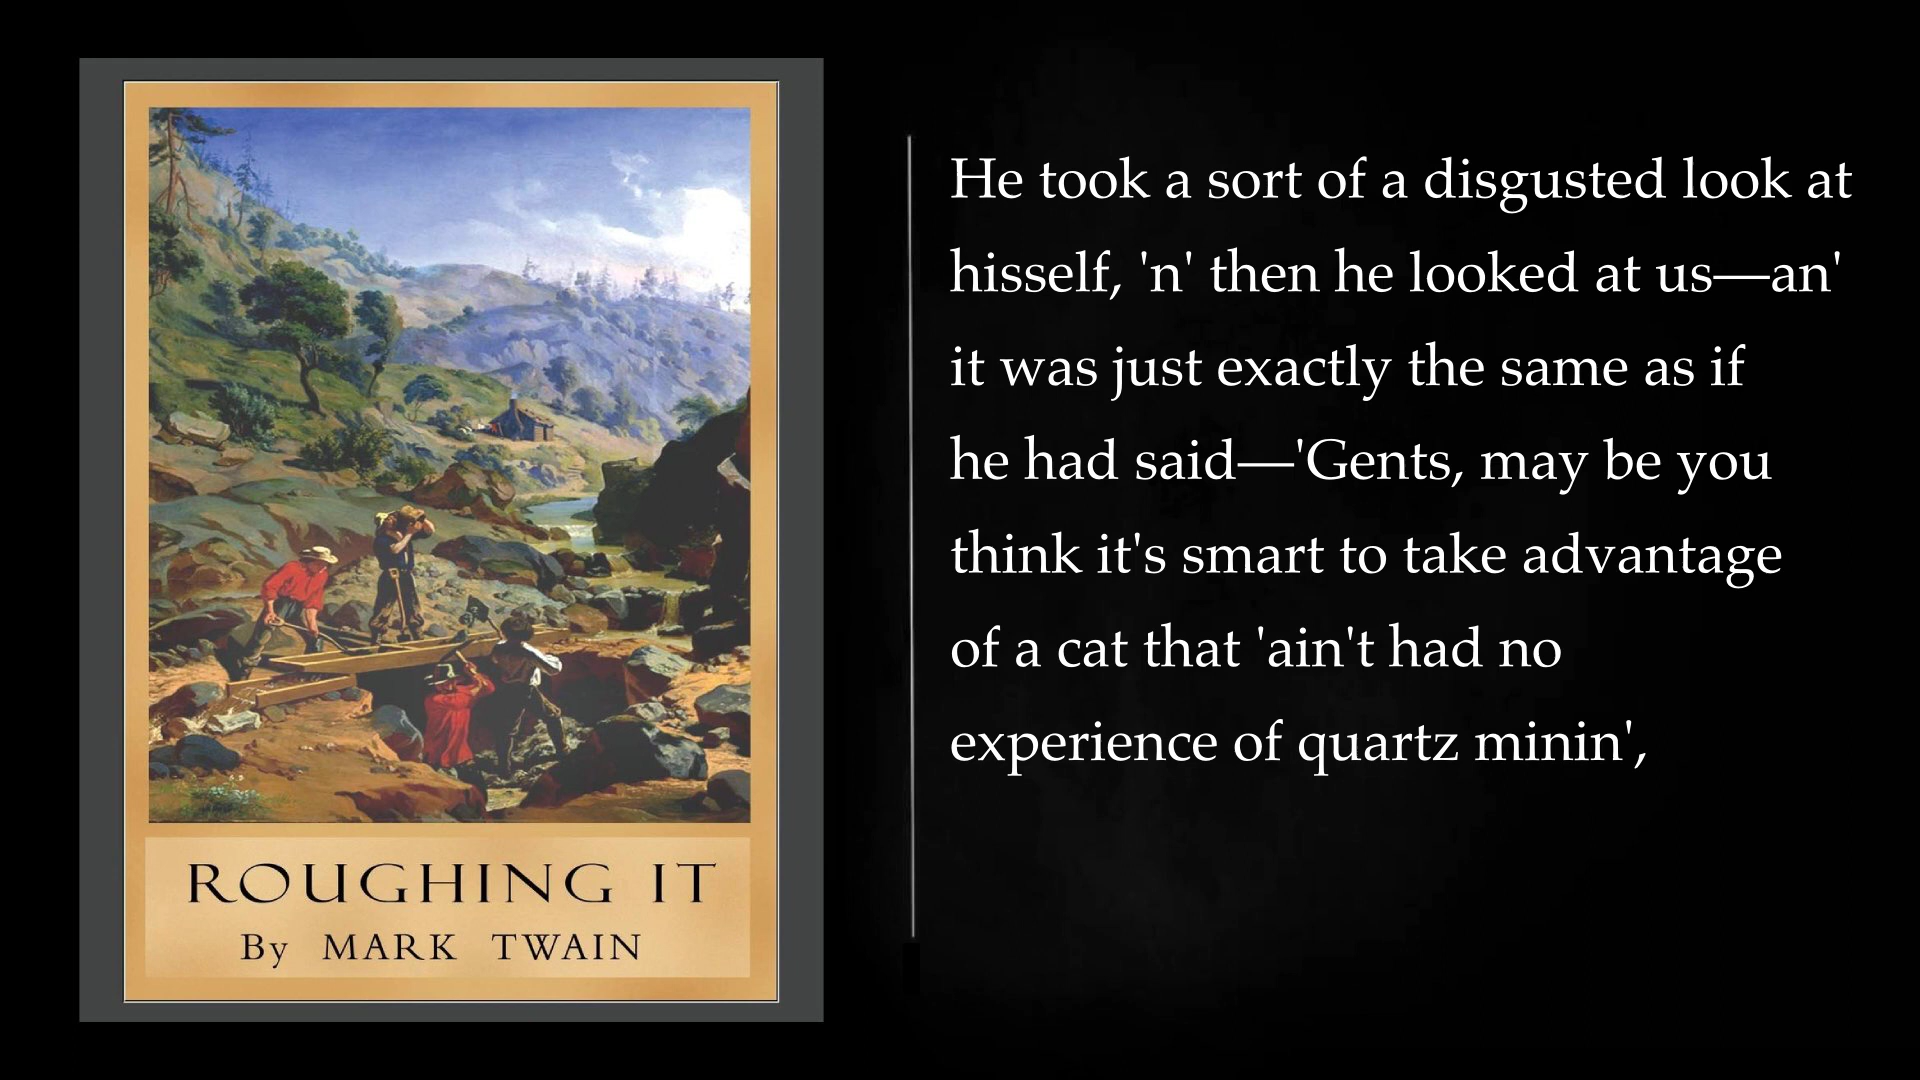 ROUGHING IT
By MARK TWAIN
He took a sort of a disgusted look at
hisself, 'n' then he looked at us—an'
it was just exactly the same as if
he had said—'Gents, may be you
think it's smart to take advantage
of a cat that 'ain't had no
experience of quartz minin',